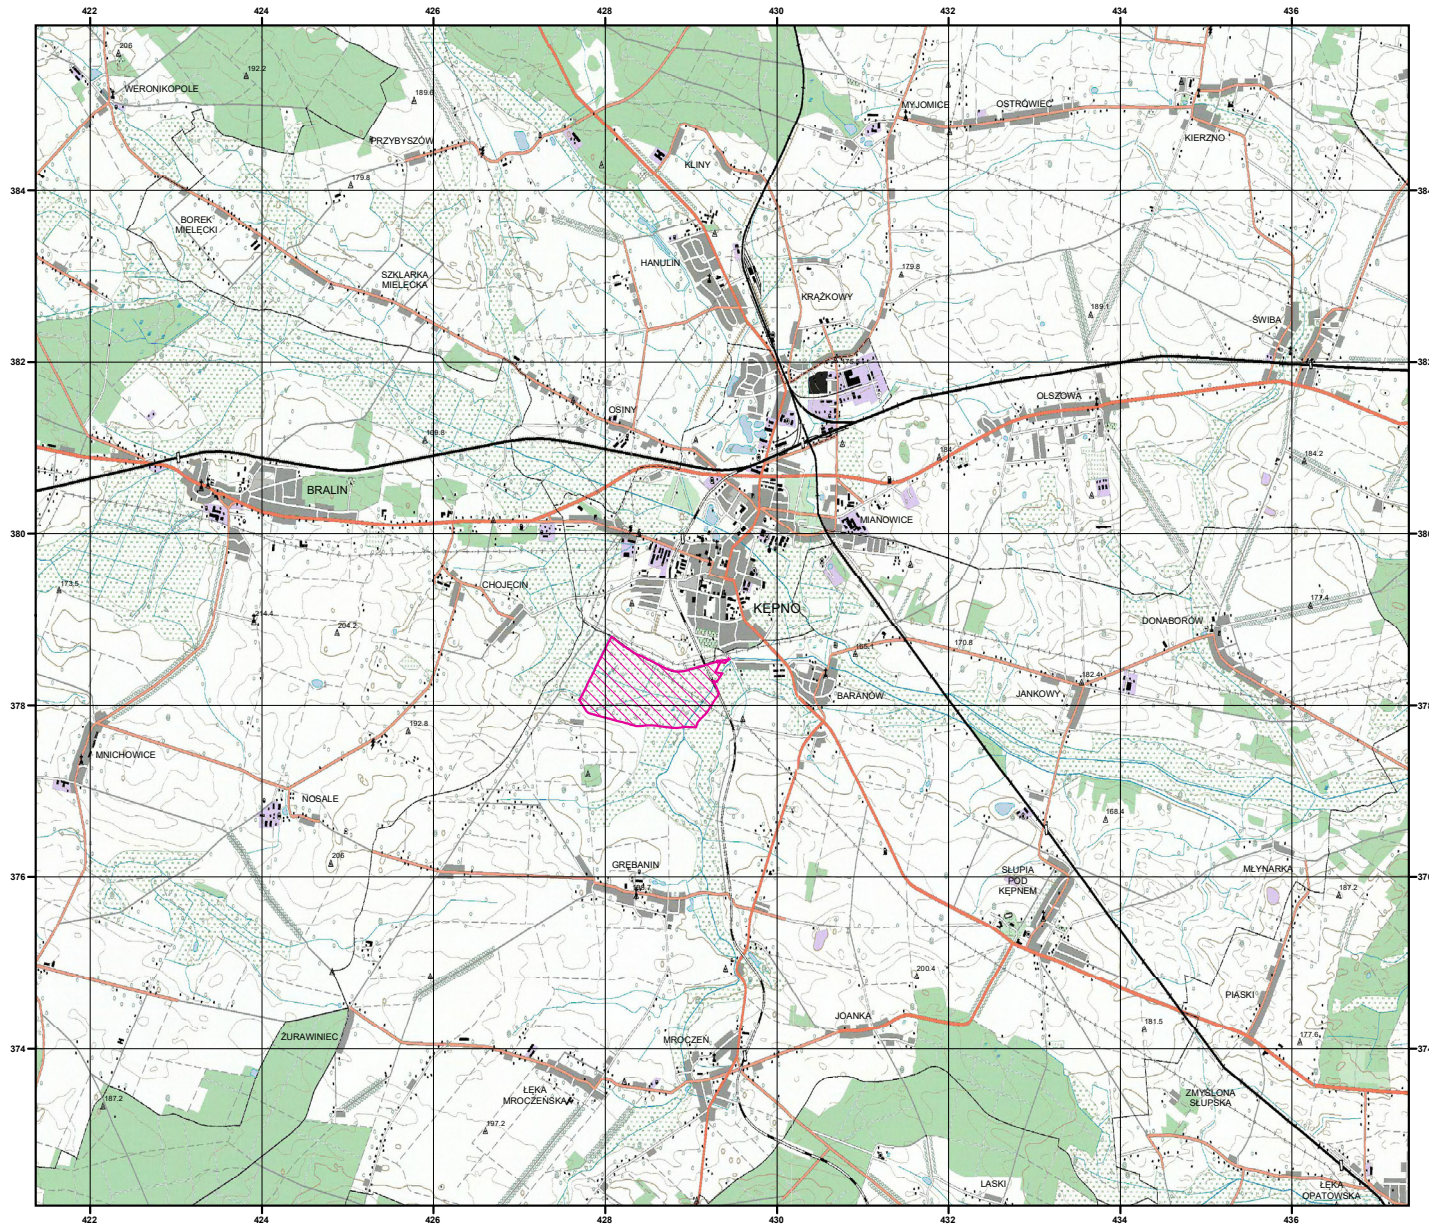 422 424 426 428 430 432 434 436
206
192.2
WERONIKOPOLE
189.6
MYJOMICE
OSTRÓWIEC
PRZYBYSZÓW
KIERZNO
KLINY
384
179.8
BOREK
MIELĘCKI
HANULIN
SZKLARKA
MIELĘCKA
179.8
KRĄŻKOWY
189.1
ŚWIBA
382
OLSZOWA
OSINY
184
184.2
BRALIN
MIANOWICE
380
173.5
CHOJĘCIN
KĘPNO
177.4
214.4
204.2
DONABORÓW
170.8
165.1
182.4
JANKOWY
BARANÓW
378
192.8
MNICHOWICE
NOSALE
168.4
206
GRĘBANIN
SŁUPIA
POD
KĘPNEM
MŁYNARKA
376
187.2
200.4
PIASKI
JOANKA
181.5
177.6
ŻURAWINIEC
MROCZEŃ
374
ŁĘKA
MROCZEŃSKA
ZMYŚLONA
SŁUPSKA
187.2
197.2
LASKI
ŁĘKA
OPATOWSKA
422 424 426 428 430 432 434 436